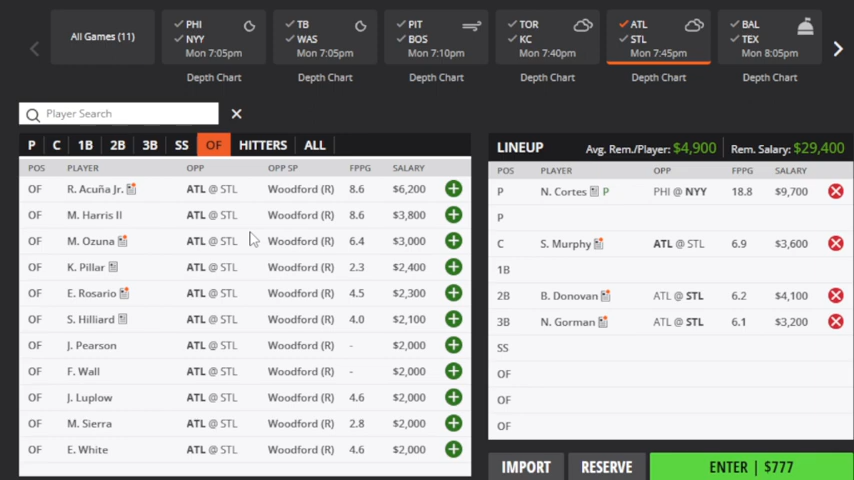 All Games (11)
PHI
NYY
Mon 7:05pm
TB
WAS
Mon 7:05pm
PIT
BOS
Mon 7:10pm
TOR
KC
Mon 7:40pm
ATL
STL
Mon 7:45pm
BAL
TEX
Mon 8:05pm
Depth Chart Depth Chart Depth Chart Depth Chart Depth Chart Depth Chart
Player Search
P C 1B 2B 3B SS OF HITTERS ALL
POS PLAYER OPP OPP SP FPPG SALARY
OF R. Acuña Jr. ATL @ STL Woodford (R) 8.6 $6,200
OF M. Harris II ATL @ STL Woodford (R) 8.6 $3,800
OF M. Ozuna ATL @ STL Woodford (R) 6.4 $3,000
OF K. Pillar ATL @ STL Woodford (R) 2.3 $2,400
OF E. Rosario ATL @ STL Woodford (R) 4.5 $2,300
OF S. Hilliard ATL @ STL Woodford (R) 4.0 $2,100
OF J. Pearson ATL @ STL Woodford (R) - $2,000
OF F. Wall ATL @ STL Woodford (R) - $2,000
OF J. Luplow ATL @ STL Woodford (R) 4.6 $2,000
OF M. Sierra ATL @ STL Woodford (R) 2.8 $2,000
OF E. White ATL @ STL Woodford (R) 4.6 $2,000
LINEUP Avg. Rem./Player: $4,900 Rem. Salary: $29,400
POS PLAYER OPP FPPG SALARY
P N. Cortes P PHI @ NYY 18.8 $9,700
P
C S. Murphy ATL @ STL 6.9 $3,600
1B
2B B. Donovan ATL @ STL 6.2 $4,100
3B N. Gorman ATL @ STL 6.1 $3,200
SS
OF
OF
OF
IMPORT RESERVE ENTER | $777